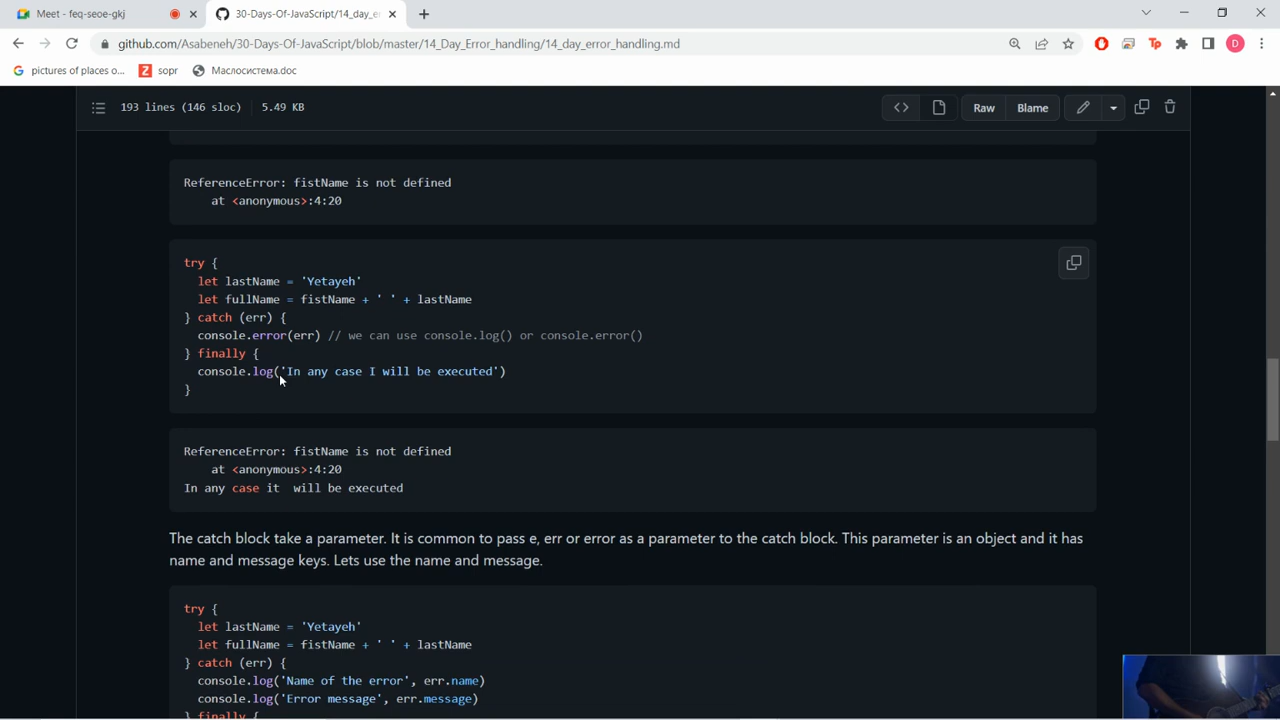 Meet - feq-seoe-gkj
30-Days-Of-JavaScript/14_day_er
github.com/Asabeneh/30-Days-Of-JavaScript/blob/master/14_Day_Error_handling/14_day_error_handling.md
Tp
D
G pictures of places o...
Z sopr
Маслосистема.doc
193 lines (146 sloc) 5.49 KB
<> Raw Blame
ReferenceError: fistName is not defined
at <anonymous>:4:20
try {
let lastName = 'Yetayeh'
let fullName = fistName + ' ' + lastName
} catch (err) {
console.error(err) // we can use console.log() or console.error()
} finally {
console.log('In any case I will be executed')
}
ReferenceError: fistName is not defined
at <anonymous>:4:20
In any case it  will be executed
The catch block take a parameter. It is common to pass e, err or error as a parameter to the catch block. This parameter is an object and it has
name and message keys. Lets use the name and message.
try {
let lastName = 'Yetayeh'
let fullName = fistName + ' ' + lastName
} catch (err) {
console.log('Name of the error', err.name)
console.log('Error message', err.message)
} finally {